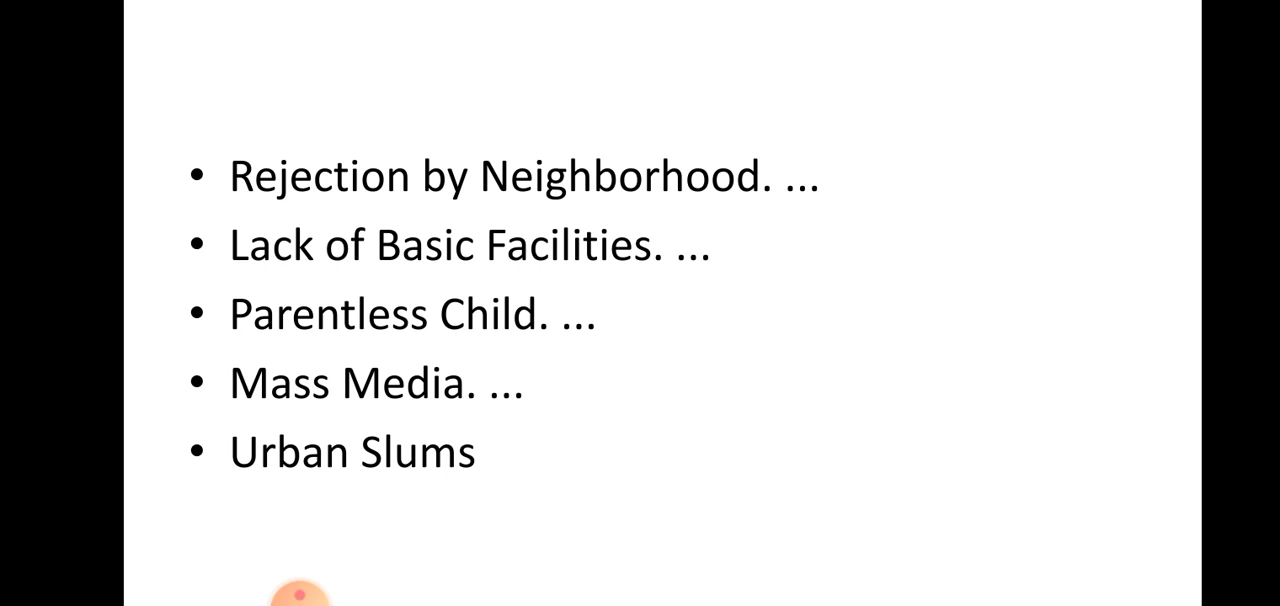 • Rejection by Neighborhood. ...
• Lack of Basic Facilities. ...
• Parentless Child. ...
• Mass Media. ...
• Urban Slums